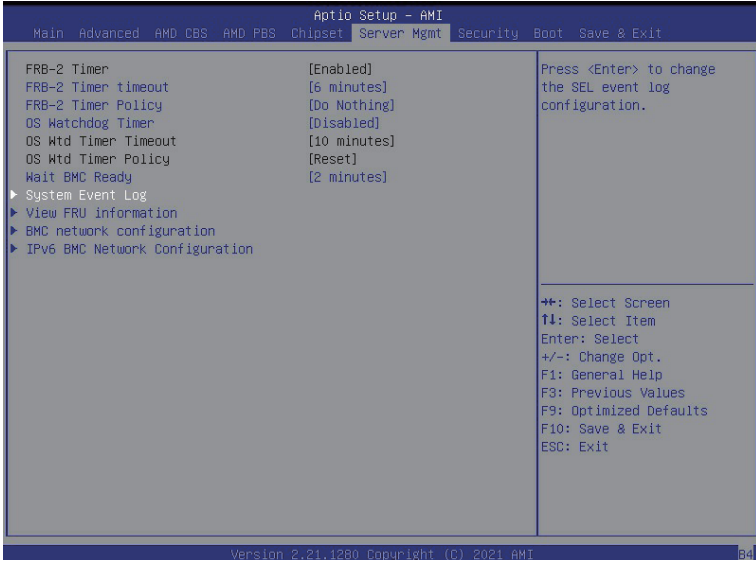 Aptio Setup – AMI
Main Advanced AMD CBS AMD PBS Chipset Server Mgmt Security Boot Save & Exit
FRB-2 Timer [Enabled]
FRB-2 Timer timeout [6 minutes]
FRB-2 Timer Policy [Do Nothing]
OS Watchdog Timer [Disabled]
OS Wtd Timer Timeout [10 minutes]
OS Wtd Timer Policy [Reset]
Wait BMC Ready [2 minutes]
System Event Log
View FRU information
BMC network configuration
IPv6 BMC Network Configuration
Press <Enter> to change
the SEL event log
configuration.
→←: Select Screen
↑↓: Select Item
Enter: Select
+/-: Change Opt.
F1: General Help
F3: Previous Values
F9: Optimized Defaults
F10: Save & Exit
ESC: Exit
Version 2.21.1280 Copyright (C) 2021 AMI
B4